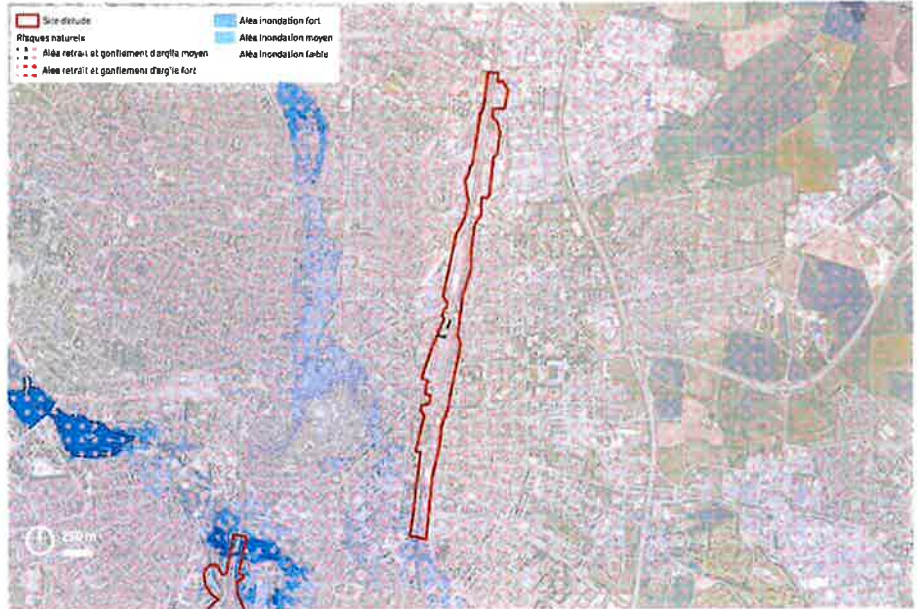 Site d'étude
Risques naturels
Aléa retrait et gonflement d'argile moyen
Aléa retrait et gonflement d'argile fort
Aléa inondation fort
Aléa inondation moyen
Aléa inondation faible
250 m